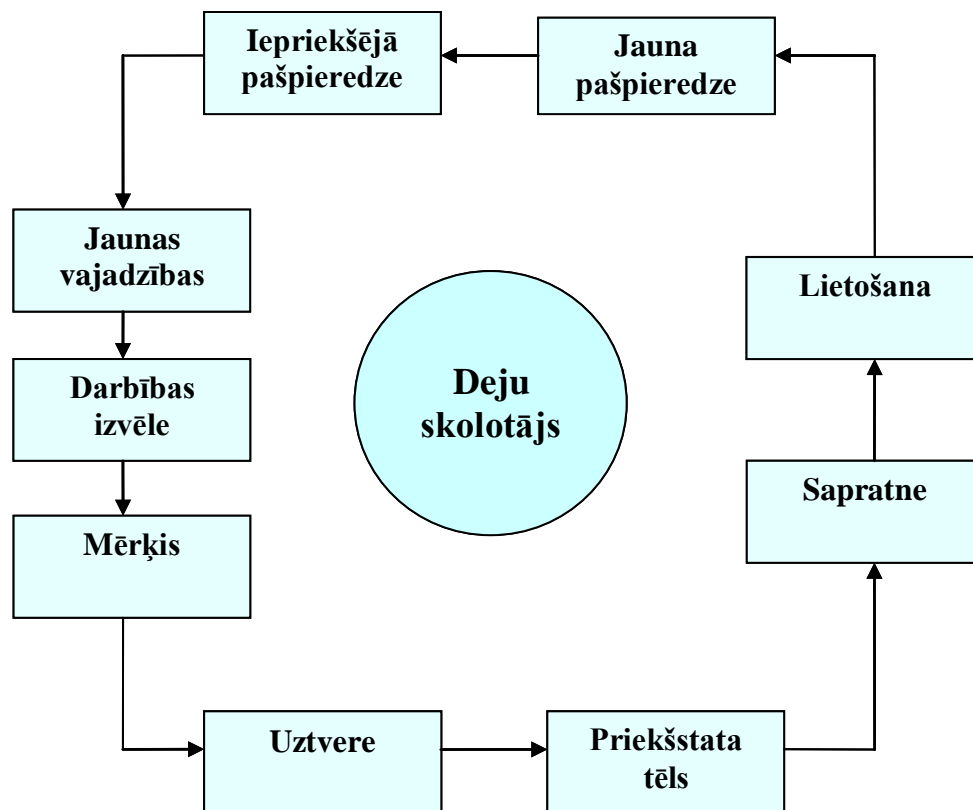 Iepriekšējā
pašpieredze
Jauna
pašpieredze
Jaunas
vajadzības
Lietošana
Deju
skolotājs
Darbības
izvēle
Sapratne
Mērķis
Uztvere
Priekšstata
tēls